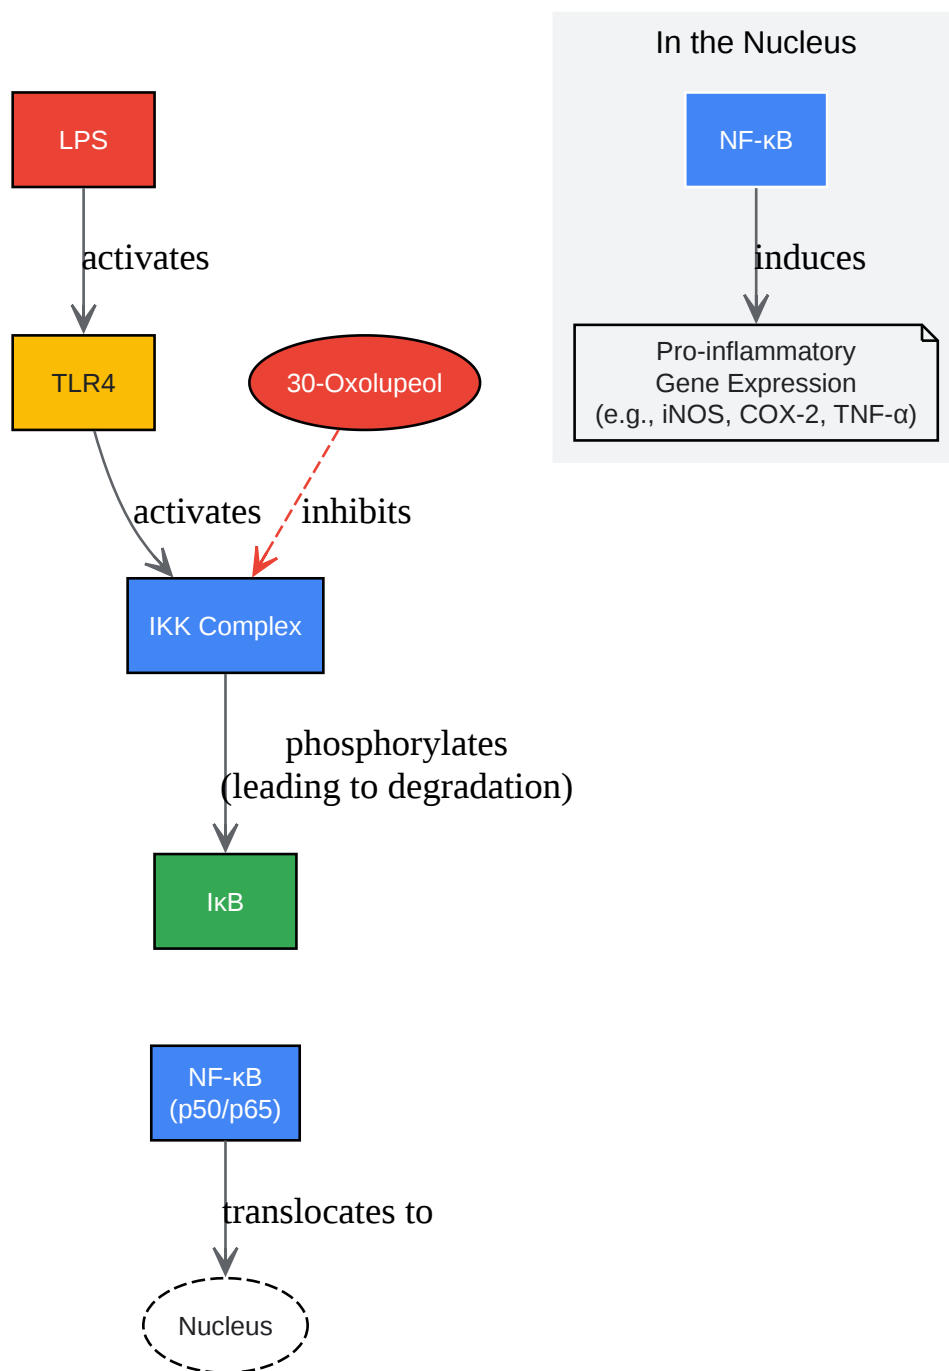 In the Nucleus
LPS
NF-κB
activates
induces
TLR4
30-Oxolupeol
Pro-inflammatory
Gene Expression
(e.g., iNOS, COX-2, TNF-α)
activates
inhibits
IKK Complex
phosphorylates
(leading to degradation)
IκB
NF-κB
(p50/p65)
translocates to
Nucleus